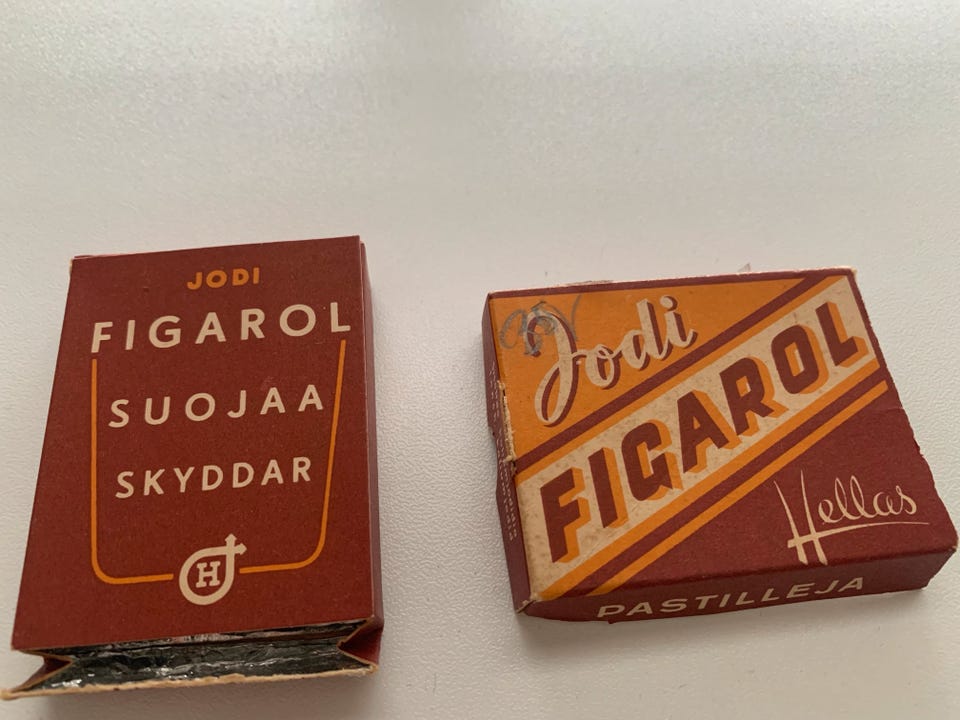 JODI
FIGAROL
SUOJAA
SKYDDAR
H
Jodi
FIGAROL
Hellas
PASTILLEJA